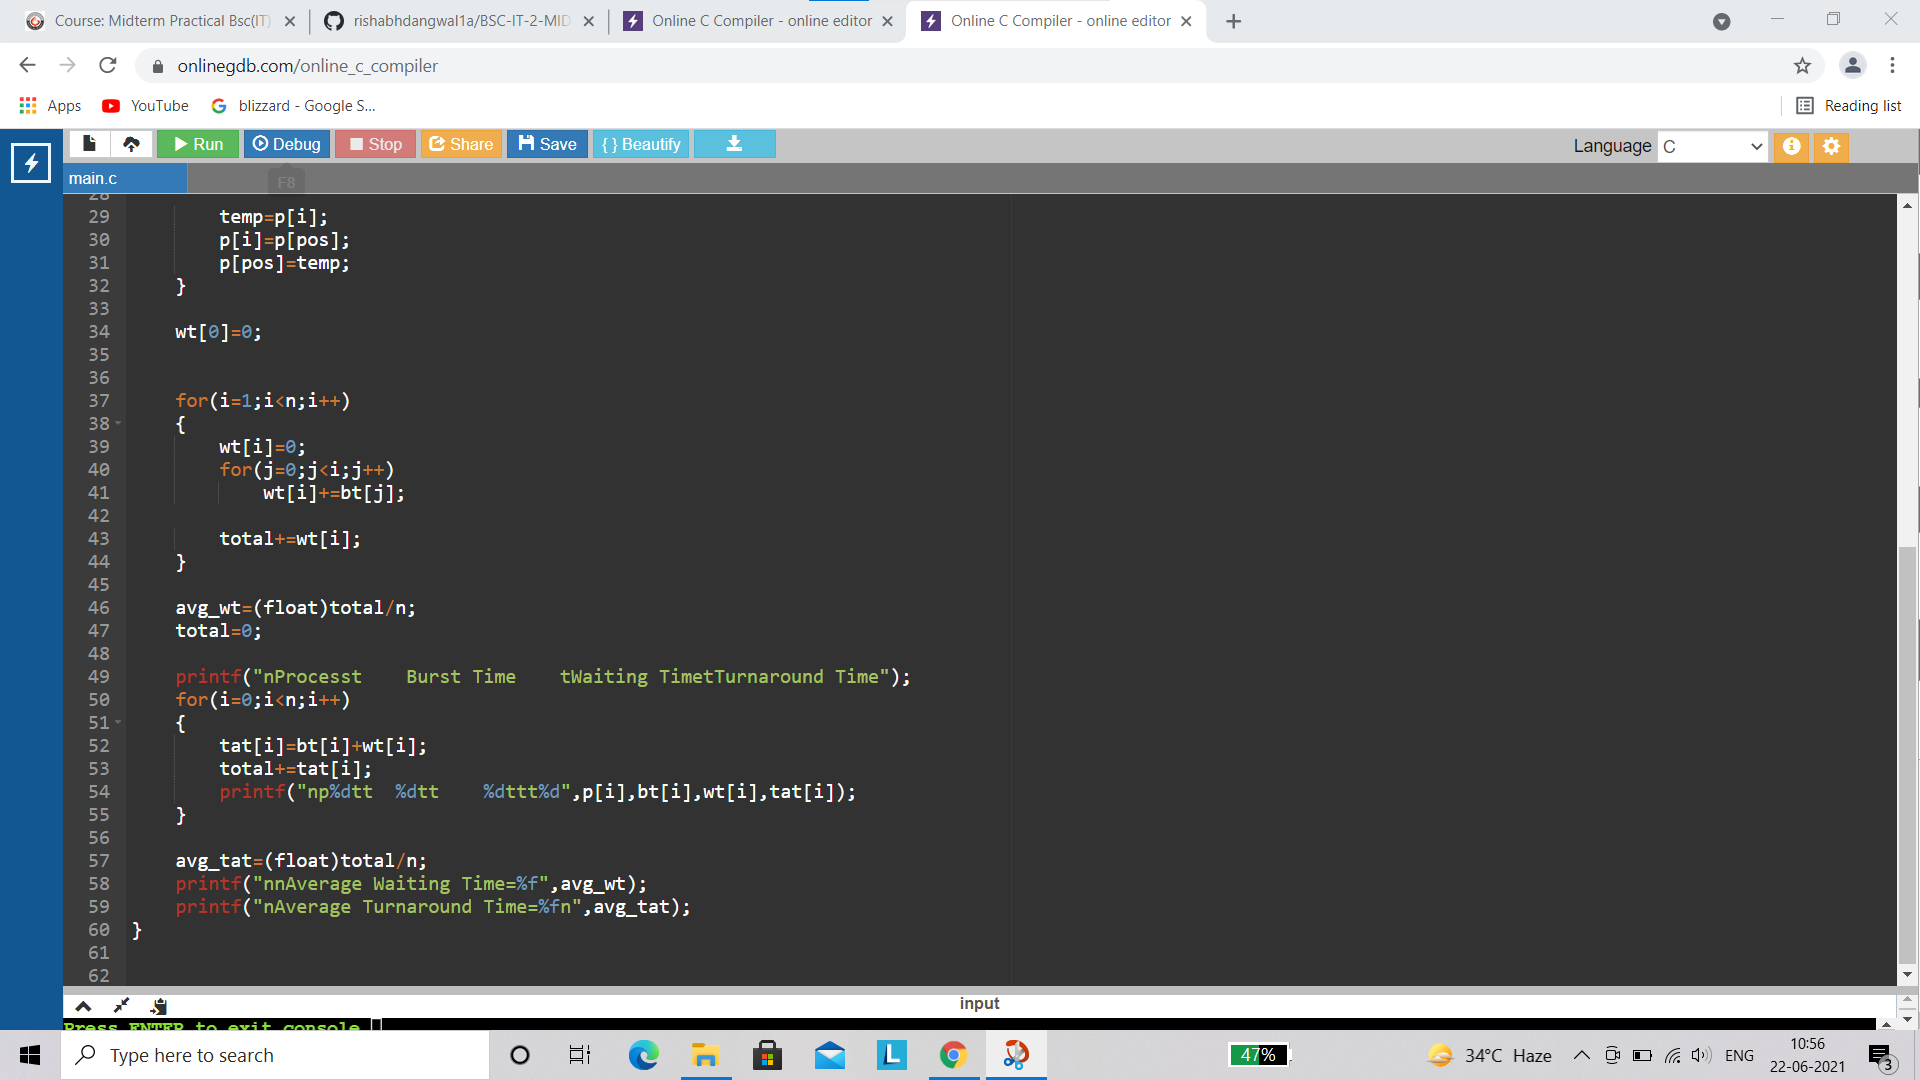 Course: Midterm Practical Bsc(IT)
rishabhdangwal1a/BSC-IT-2-MID
Online C Compiler - online editor
Online C Compiler - online editor
onlinegdb.com/online_c_compiler
Apps
YouTube
blizzard - Google S...
Reading list
Run
Debug
Stop
Share
Save
{ } Beautify
Language
C
main.c
F8
28
29 temp=p[i];
30 p[i]=p[pos];
31 p[pos]=temp;
32 }
33
34 wt[0]=0;
35
36
37 for(i=1;i<n;i++)
38 {
39 wt[i]=0;
40 for(j=0;j<i;j++)
41 wt[i]+=bt[j];
42
43 total+=wt[i];
44 }
45
46 avg_wt=(float)total/n;
47 total=0;
48
49 printf("nProcesst    Burst Time    tWaiting TimetTurnaround Time");
50 for(i=0;i<n;i++)
51 {
52 tat[i]=bt[i]+wt[i];
53 total+=tat[i];
54 printf("np%dtt  %dtt    %dttt%d",p[i],bt[i],wt[i],tat[i]);
55 }
56
57 avg_tat=(float)total/n;
58 printf("nnAverage Waiting Time=%f",avg_wt);
59 printf("nAverage Turnaround Time=%fn",avg_tat);
60 }
61
62
input
Press ENTER to exit console.
Type here to search
L
47%
34°C Haze
ENG
10:56
22-06-2021
3